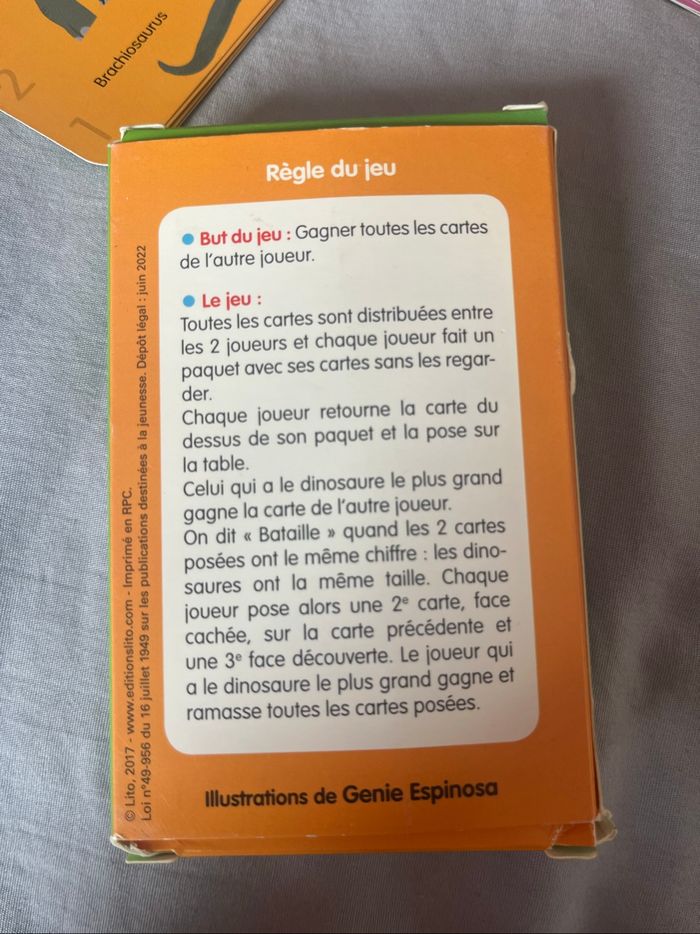 Brachiosaurus
2
1
Règle du jeu
But du jeu : Gagner toutes les cartes
de l'autre joueur.
Le jeu :
Toutes les cartes sont distribuées entre
les 2 joueurs et chaque joueur fait un
paquet avec ses cartes sans les regar-
der.
Chaque joueur retourne la carte du
dessus de son paquet et la pose sur
la table.
Celui qui a le dinosaure le plus grand
gagne la carte de l'autre joueur.
On dit « Bataille » quand les 2 cartes
posées ont le même chiffre : les dino-
saures ont la même taille. Chaque
joueur pose alors une 2e carte, face
cachée, sur la carte précédente et
une 3e face découverte. Le joueur qui
a le dinosaure le plus grand gagne et
ramasse toutes les cartes posées.
Illustrations de Genie Espinosa
© Lito, 2017 - www.editionslito.com - Imprimé en RPC.
Loi n°49-956 du 16 juillet 1949 sur les publications destinées à la jeunesse. Dépôt légal : juin 2022